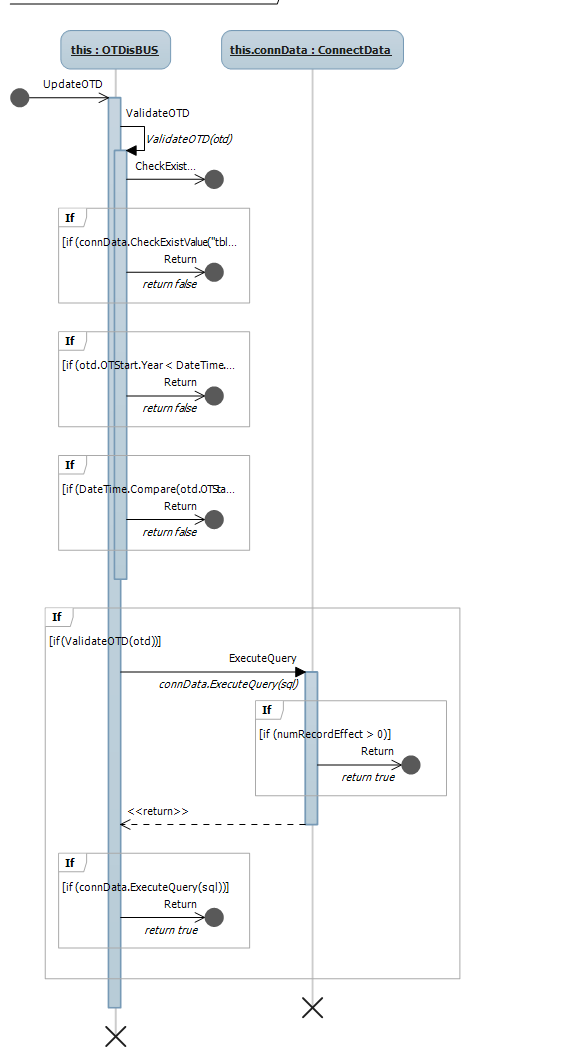 this : OTDisBUS
this.connData : ConnectData
UpdateOTD
ValidateOTD
ValidateOTD(otd)
CheckExist...
If
[if (connData.CheckExistValue("tbl...
Return
return false
If
[if (otd.OTStart.Year < DateTime....
Return
return false
If
[if (DateTime.Compare(otd.OTSta...
Return
return false
If
[if(ValidateOTD(otd))]
ExecuteQuery
connData.ExecuteQuery(sql)
If
[if (numRecordEffect > 0)]
Return
return true
<<return>>
If
[if (connData.ExecuteQuery(sql))]
Return
return true